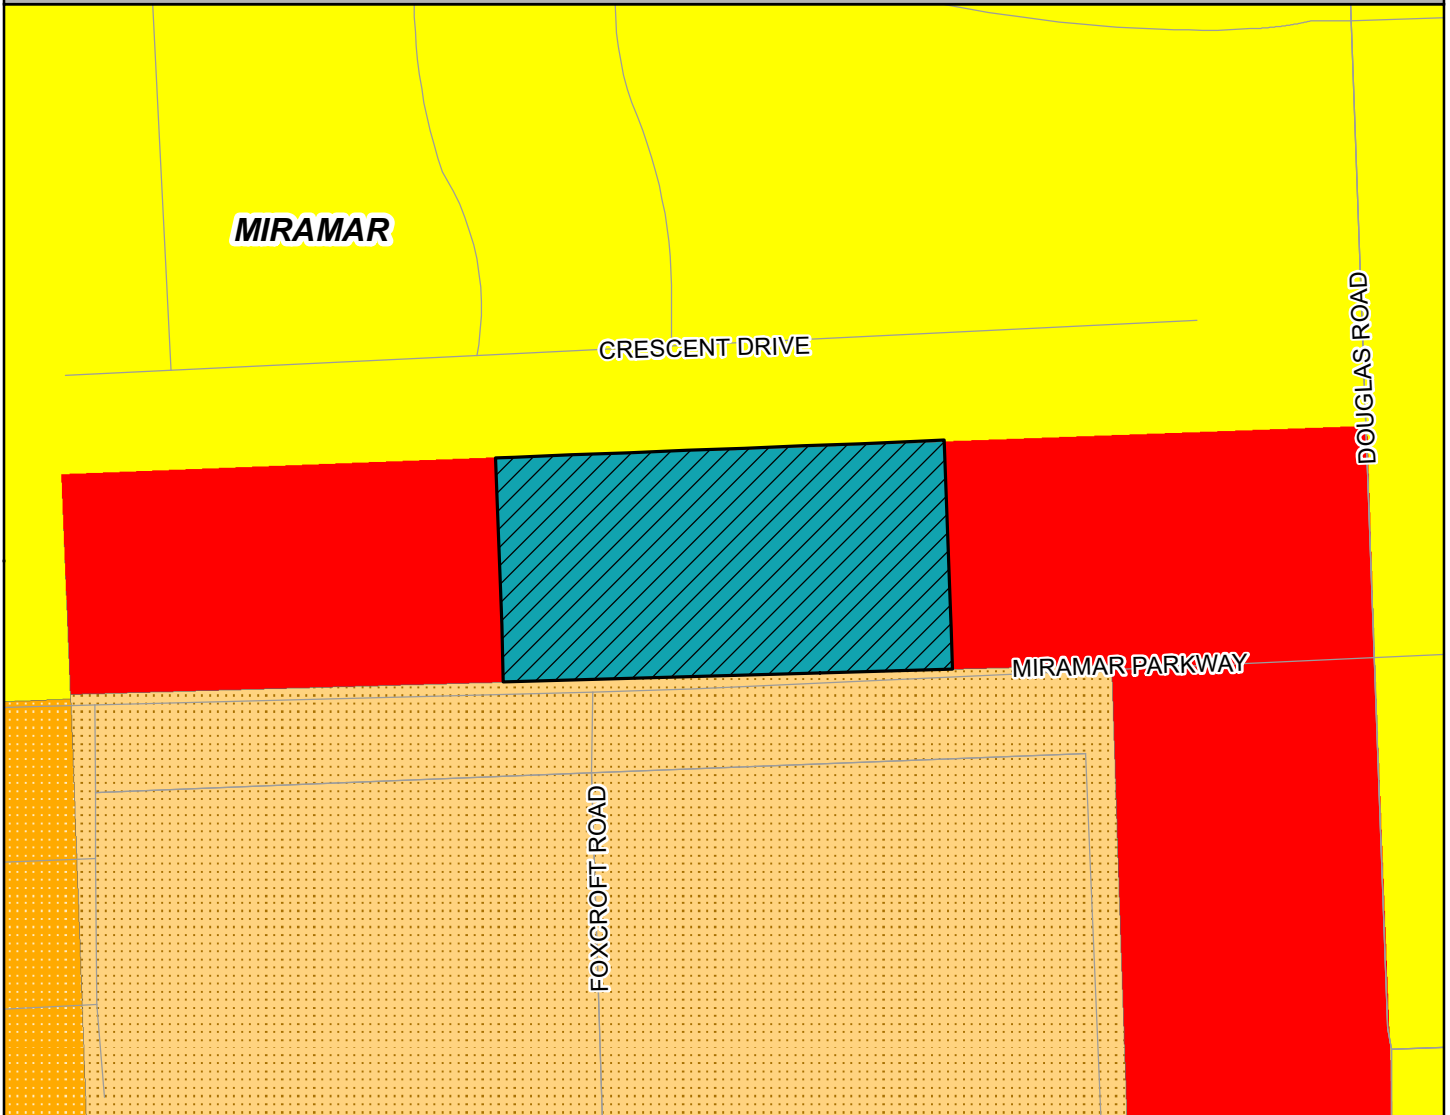 MIRAMAR
CRESCENT DRIVE
DOUGLAS ROAD
MIRAMAR PARKWAY
FOXCROFT ROAD